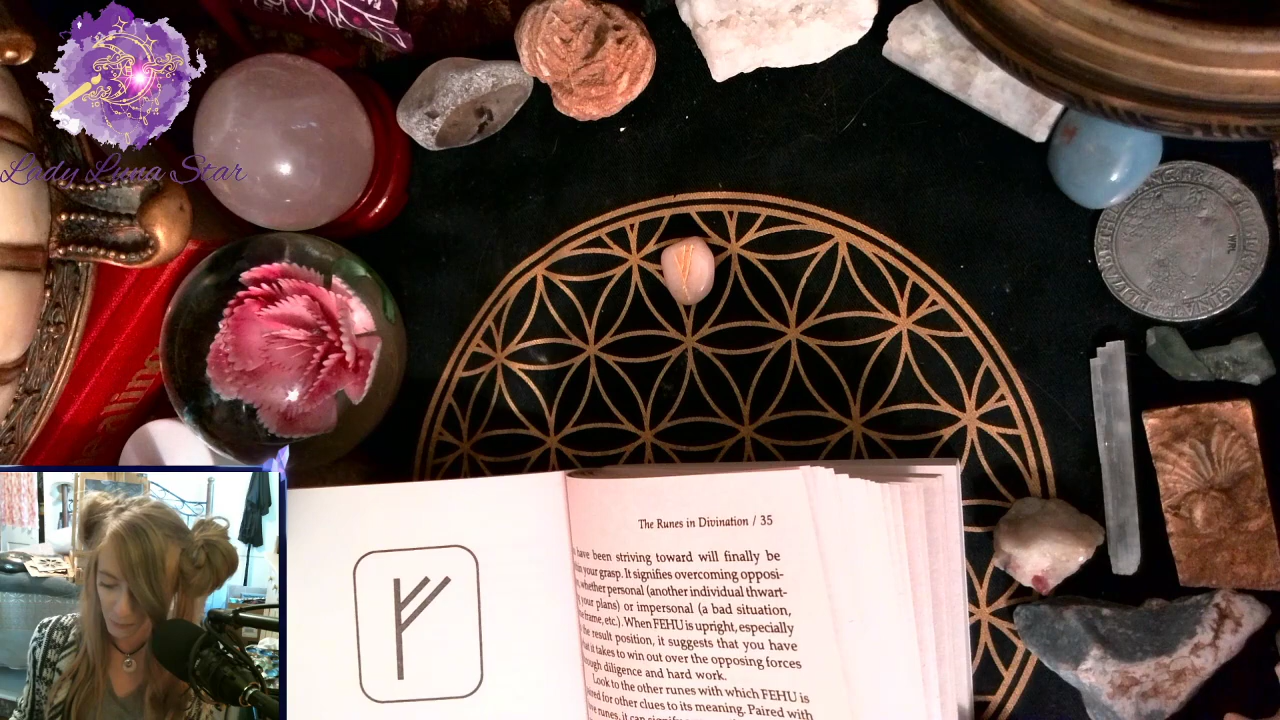 Lady Luna Star
The Runes in Divination / 35
have been striving toward will finally be
your grasp. It signifies overcoming opposi-
whether personal (another individual thwart-
your plans) or impersonal (a bad situation,
frame, etc.). When FEHU is upright, especially
the result position, it suggests that you have
it takes to win out over the opposing forces
through diligence and hard work.
Look to the other runes with which FEHU is
for other clues to its meaning. Paired with
runes, it can